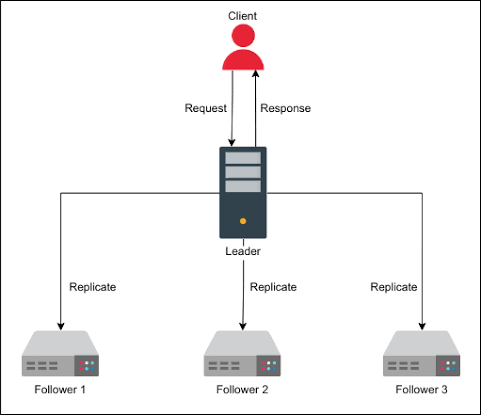 Client
Request
Response
Leader
Replicate
Replicate
Replicate
Follower 1
Follower 2
Follower 3